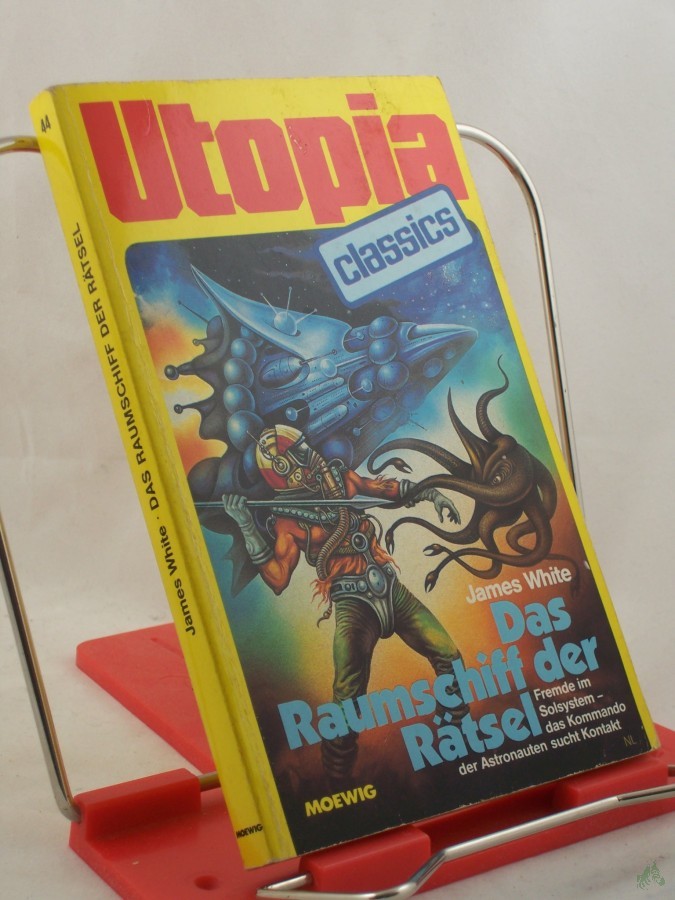 Utopia
classics
James White
Das
Raumschiff der
Rätsel
Fremde im
Solsystem –
das Kommando
der Astronauten sucht Kontakt
MOEWIG
NL
44
James White · DAS RAUMSCHIFF DER RÄTSEL
MOEWIG